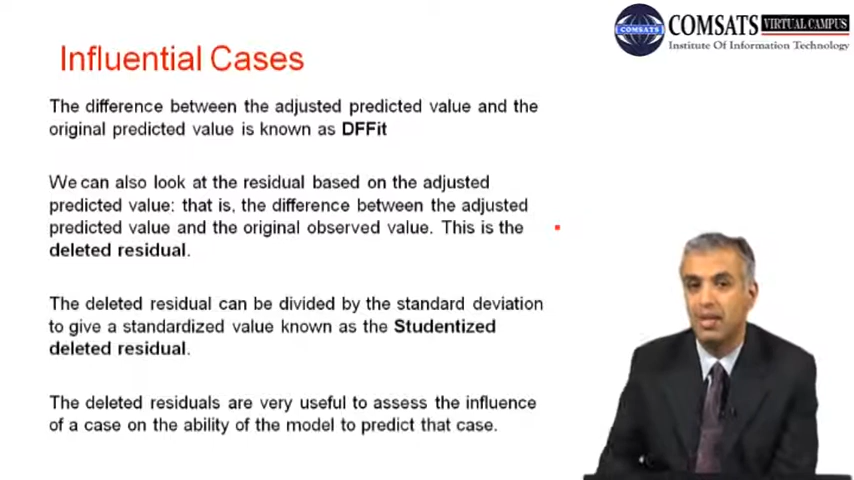 COMSATS VIRTUAL CAMPUS
COMSATS
Institute Of Information Technology
Influential Cases
The difference between the adjusted predicted value and the
original predicted value is known as DFFit
We can also look at the residual based on the adjusted
predicted value: that is, the difference between the adjusted
predicted value and the original observed value. This is the
deleted residual.
The deleted residual can be divided by the standard deviation
to give a standardized value known as the Studentized
deleted residual.
The deleted residuals are very useful to assess the influence
of a case on the ability of the model to predict that case.